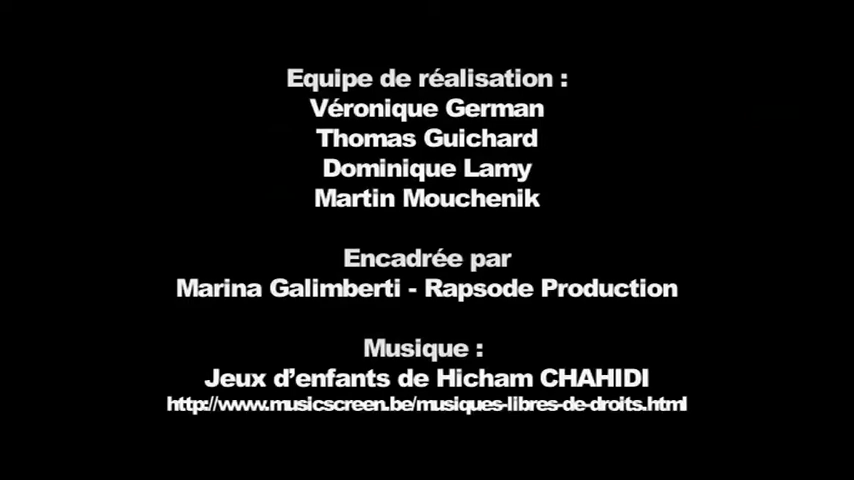 Equipe de réalisation :
Véronique German
Thomas Guichard
Dominique Lamy
Martin Mouchenik
Encadrée par
Marina Galimberti - Rapsode Production
Musique :
Jeux d’enfants de Hicham CHAHIDI
http://www.musicscreen.be/musiques-libres-de-droits.html